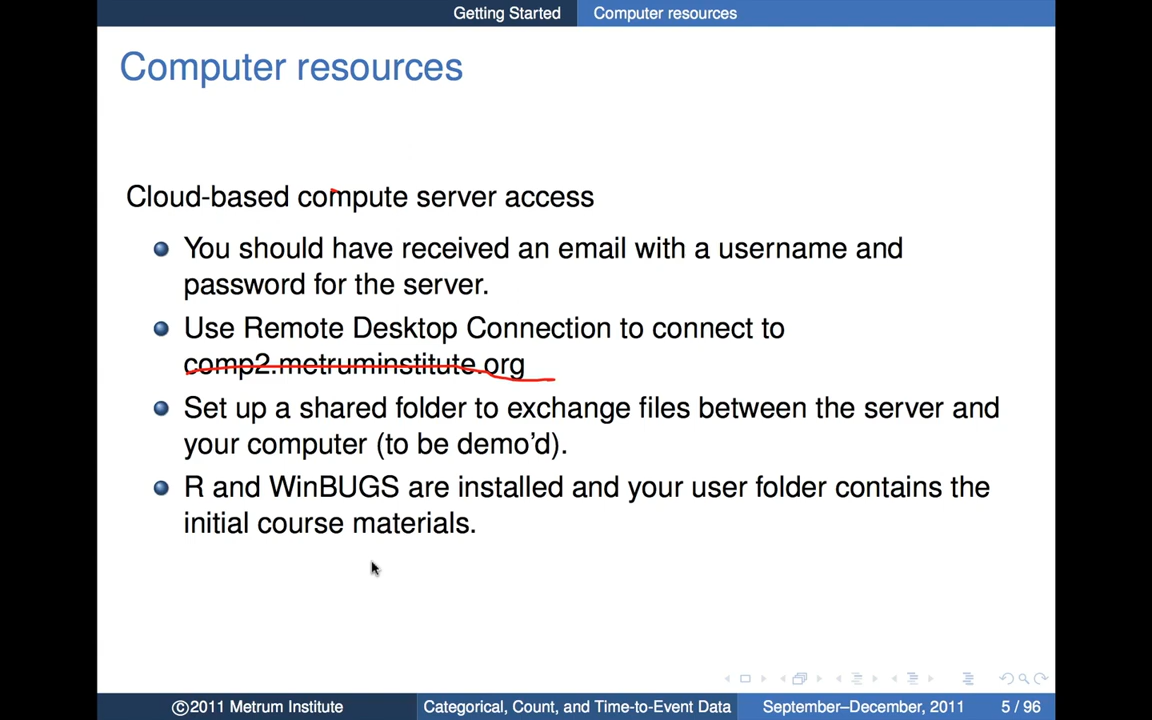 Getting Started Computer resources
Computer resources
Cloud-based compute server access
You should have received an email with a username and
password for the server.
Use Remote Desktop Connection to connect to
comp2.metruminstitute.org
Set up a shared folder to exchange files between the server and
your computer (to be demo’d).
R and WinBUGS are installed and your user folder contains the
initial course materials.
©2011 Metrum Institute Categorical, Count, and Time-to-Event Data September–December, 2011 5 / 96